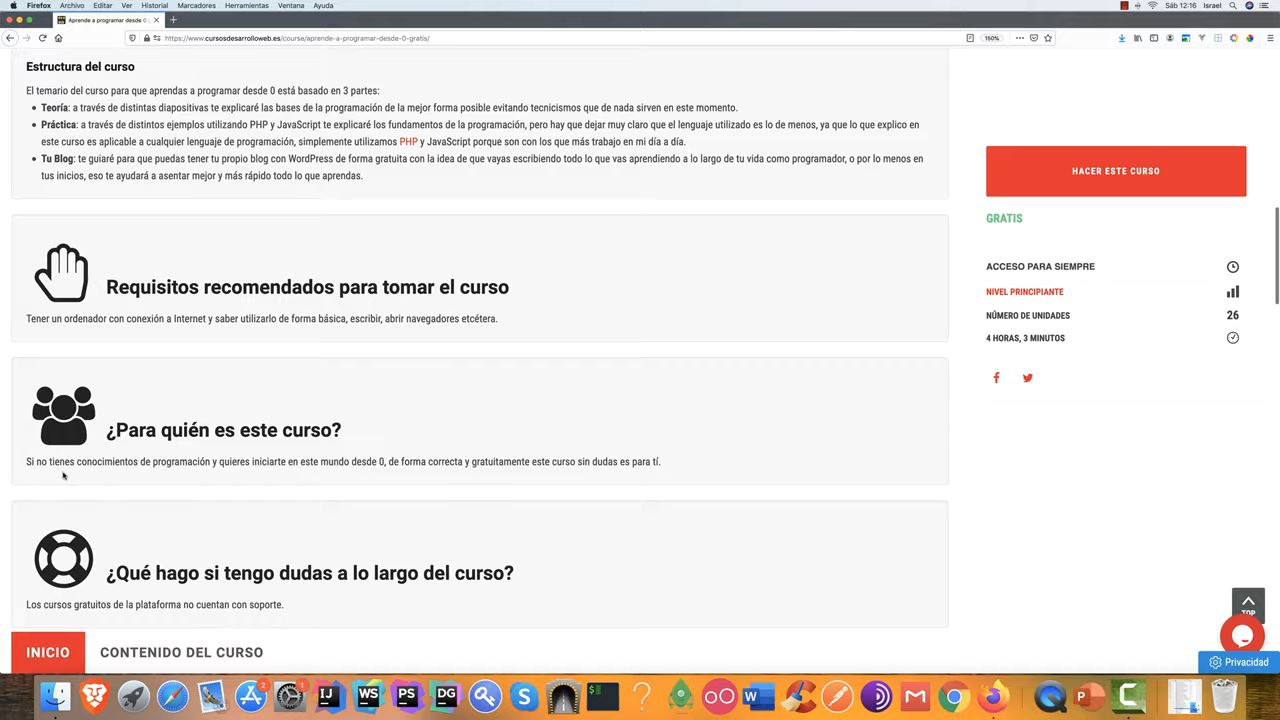 Firefox Archivo Editar Ver Historial Marcadores Herramientas Ventana Ayuda Sáb 12:16 Israel
Aprende a programar desde 0
https://www.cursosdesarrolloweb.es/course/aprende-a-programar-desde-0-gratis/ 150%
Estructura del curso
El temario del curso para que aprendas a programar desde 0 está basado en 3 partes:
Teoría: a través de distintas diapositivas te explicaré las bases de la programación de la mejor forma posible evitando tecnicismos que de nada sirven en este momento.
Práctica: a través de distintos ejemplos utilizando PHP y JavaScript te explicaré los fundamentos de la programación, pero hay que dejar muy claro que el lenguaje utilizado es lo de menos, ya que lo que explico en
este curso es aplicable a cualquier lenguaje de programación, simplemente utilizamos PHP y JavaScript porque son con los que más trabajo en mi día a día.
Tu Blog: te guiaré para que puedas tener tu propio blog con WordPress de forma gratuita con la idea de que vayas escribiendo todo lo que vas aprendiendo a lo largo de tu vida como programador, o por lo menos en
tus inicios, eso te ayudará a asentar mejor y más rápido todo lo que aprendas.
Requisitos recomendados para tomar el curso
Tener un ordenador con conexión a Internet y saber utilizarlo de forma básica, escribir, abrir navegadores etcétera.
¿Para quién es este curso?
Si no tienes conocimientos de programación y quieres iniciarte en este mundo desde 0, de forma correcta y gratuitamente este curso sin dudas es para tí.
¿Qué hago si tengo dudas a lo largo del curso?
Los cursos gratuitos de la plataforma no cuentan con soporte.
INICIO CONTENIDO DEL CURSO
HACER ESTE CURSO
GRATIS
ACCESO PARA SIEMPRE
NIVEL PRINCIPIANTE
NÚMERO DE UNIDADES 26
4 HORAS, 3 MINUTOS
TOP
Privacidad
2 1 IJ WS PS DG